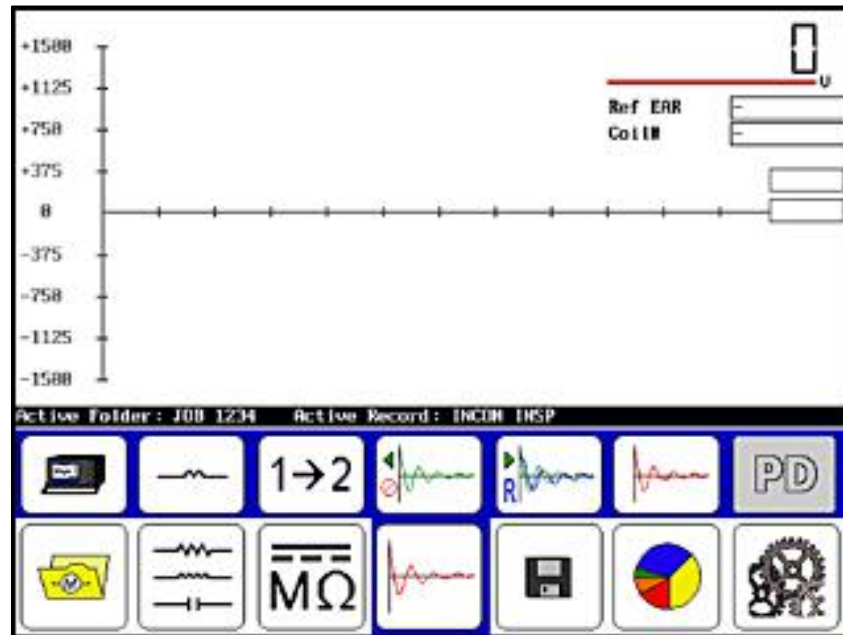 +1500
0
+1125
V
Ref EAR
-
+750
Coil#
-
+375
0
-375
-750
-1125
-1500
Active Folder: JOB 1234 Active Record: INCOM INSP
1→2
R
PD
MΩ